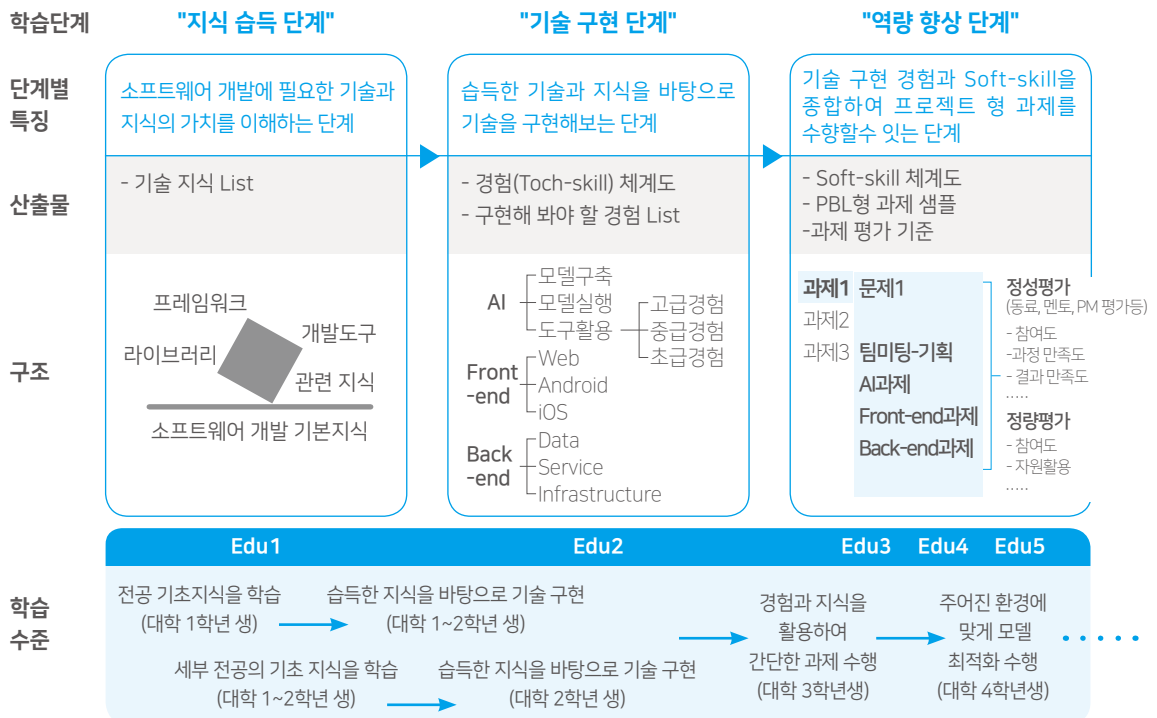 학습단계
"지식 습득 단계"
"기술 구현 단계"
"역량 향상 단계"
단계별
특징
소프트웨어 개발에 필요한 기술과
지식의 가치를 이해하는 단계
습득한 기술과 지식을 바탕으로
기술을 구현해보는 단계
기술 구현 경험과 Soft-skill을
종합하여 프로젝트 형 과제를
수향할수 잇는 단계
산출물
- 기술 지식 List
- 경험(Toch-skill) 체계도
- 구현해 봐야 할 경험 List
- Soft-skill 체계도
- PBL형 과제 샘플
-과제 평가 기준
구조
프레임워크
개발도구
라이브러리
관련 지식
소프트웨어 개발 기본지식
AI
모델구축
모델실행
도구활용
고급경험
중급경험
초급경험
Front
-end
Web
Android
iOS
Back
-end
Data
Service
Infrastructure
과제1
과제2
과제3
문제1
팀미팅-기획
AI과제
Front-end과제
Back-end과제
정성평가
(동료, 멘토, PM 평가등)
- 참여도
-과정 만족도
- 결과 만족도
.....
정량평가
- 참여도
- 자원활용
.....
학습
수준
Edu1
Edu2
Edu3
Edu4
Edu5
전공 기초지식을 학습
(대학 1학년 생)
습득한 지식을 바탕으로 기술 구현
(대학 1~2학년 생)
세부 전공의 기초 지식을 학습
(대학 1~2학년 생)
습득한 지식을 바탕으로 기술 구현
(대학 2학년 생)
경험과 지식을
활용하여
간단한 과제 수행
(대학 3학년생)
주어진 환경에
맞게 모델
최적화 수행
(대학 4학년생)